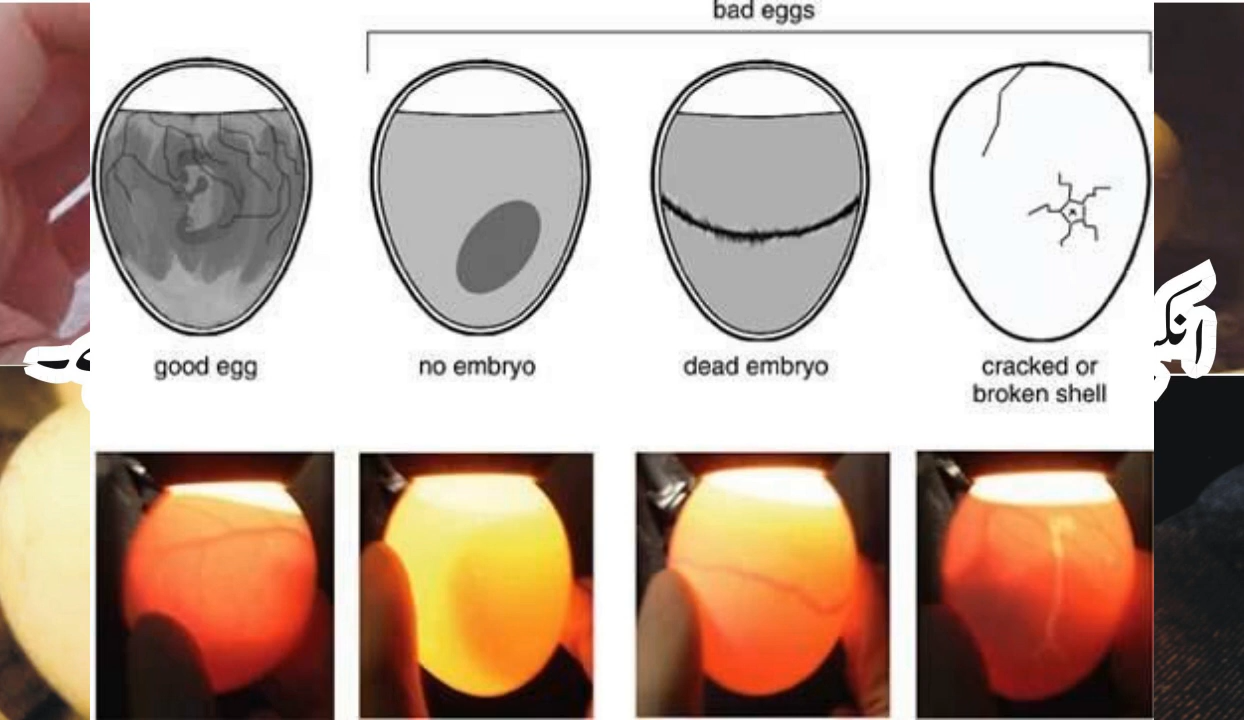 bad eggs
good egg
no embryo
dead embryo
cracked or
broken shell